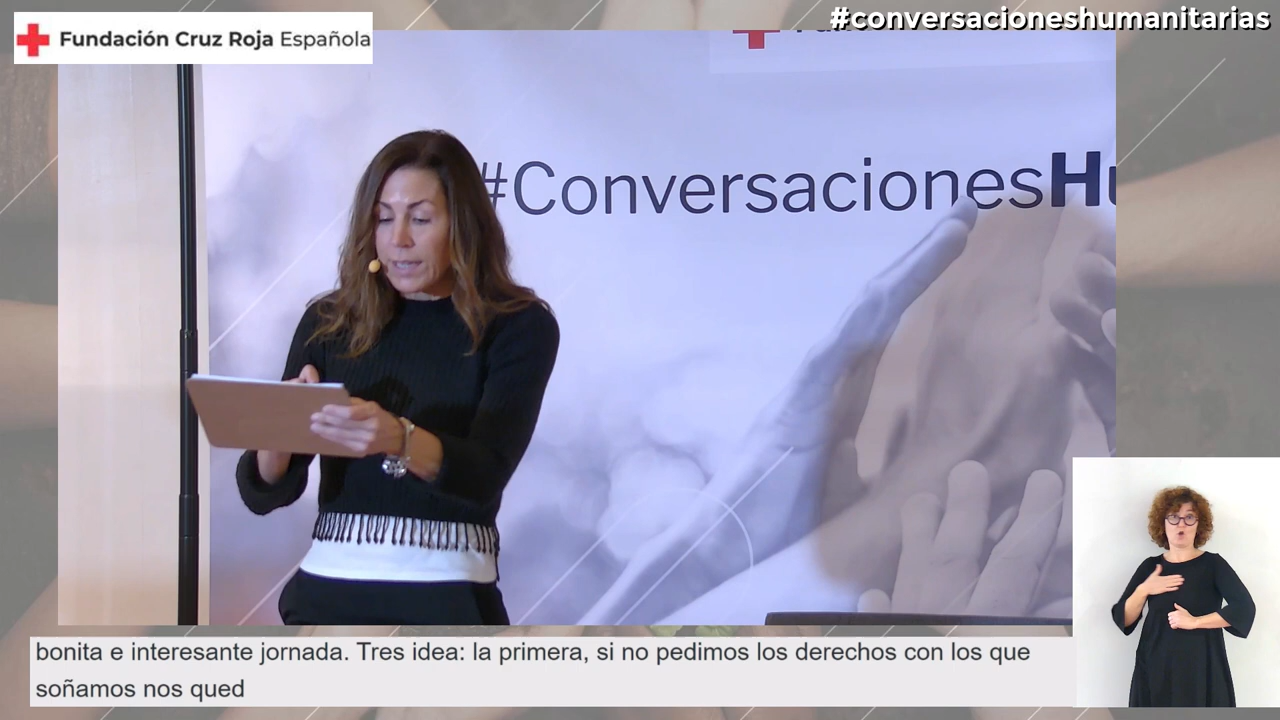 #conversacioneshumanitarias
Fundación Cruz Roja Española
#ConversacionesHu
bonita e interesante jornada. Tres idea: la primera, si no pedimos los derechos con los que
soñamos nos qued